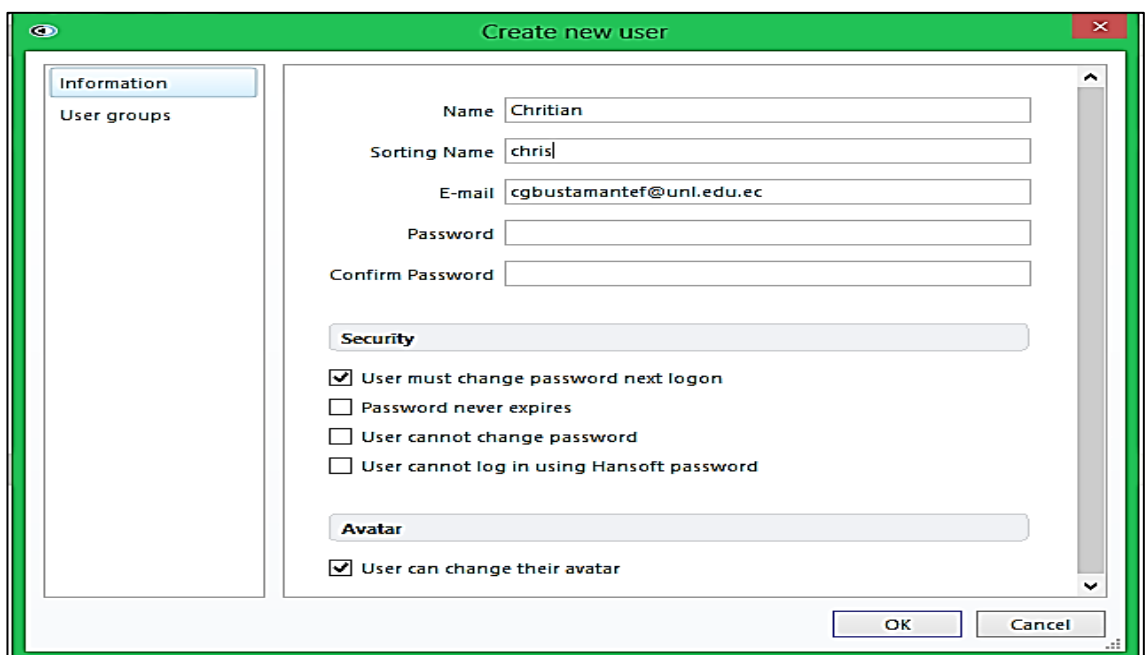 Create new user
Information
User groups
Name Chritian
Sorting Name chris
E-mail cgbustamantef@unl.edu.ec
Password
Confirm Password
Security
User must change password next logon
Password never expires
User cannot change password
User cannot log in using Hansoft password
Avatar
User can change their avatar
OK Cancel